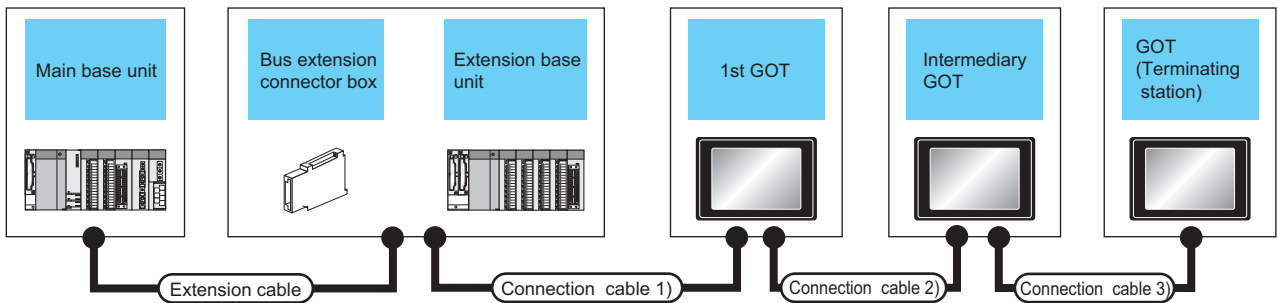 Main base unit
Bus extension
connector box
Extension base
unit
1st GOT
Intermediary
GOT
GOT
(Terminating
station)
Extension cable
Connection cable 1)
Connection cable 2)
Connection cable 3)